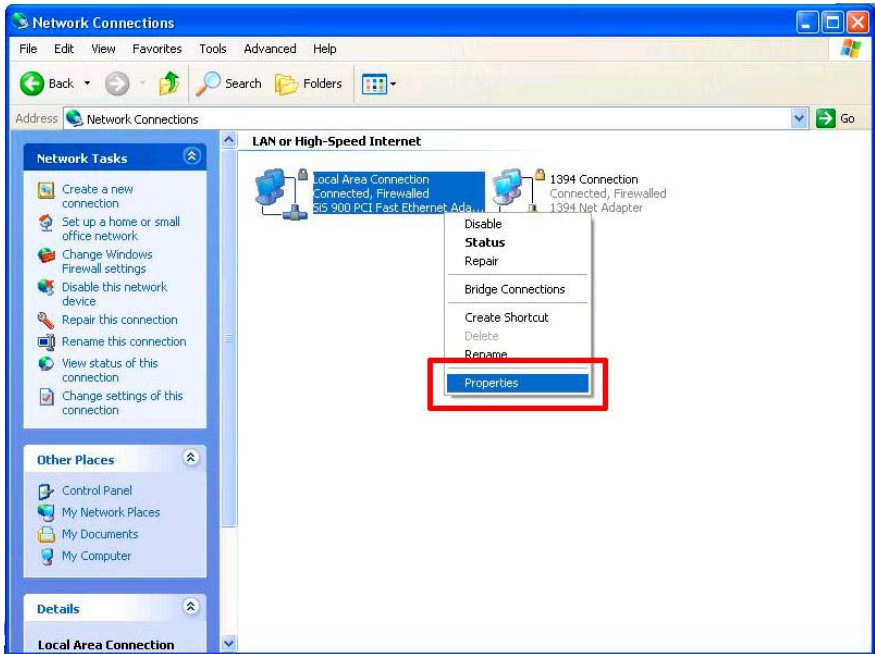 Network Connections
File Edit View Favorites Tools Advanced Help
Back Search Folders
Address Network Connections Go
Network Tasks
Create a new
connection
Set up a home or small
office network
Change Windows
Firewall settings
Disable this network
device
Repair this connection
Rename this connection
View status of this
connection
Change settings of this
connection
Other Places
Control Panel
My Network Places
My Documents
My Computer
Details
Local Area Connection
LAN or High-Speed Internet
Local Area Connection
Connected, Firewalled
SiS 900 PCI Fast Ethernet Ada...
1394 Connection
Connected, Firewalled
1394 Net Adapter
Disable
Status
Repair
Bridge Connections
Create Shortcut
Delete
Rename
Properties